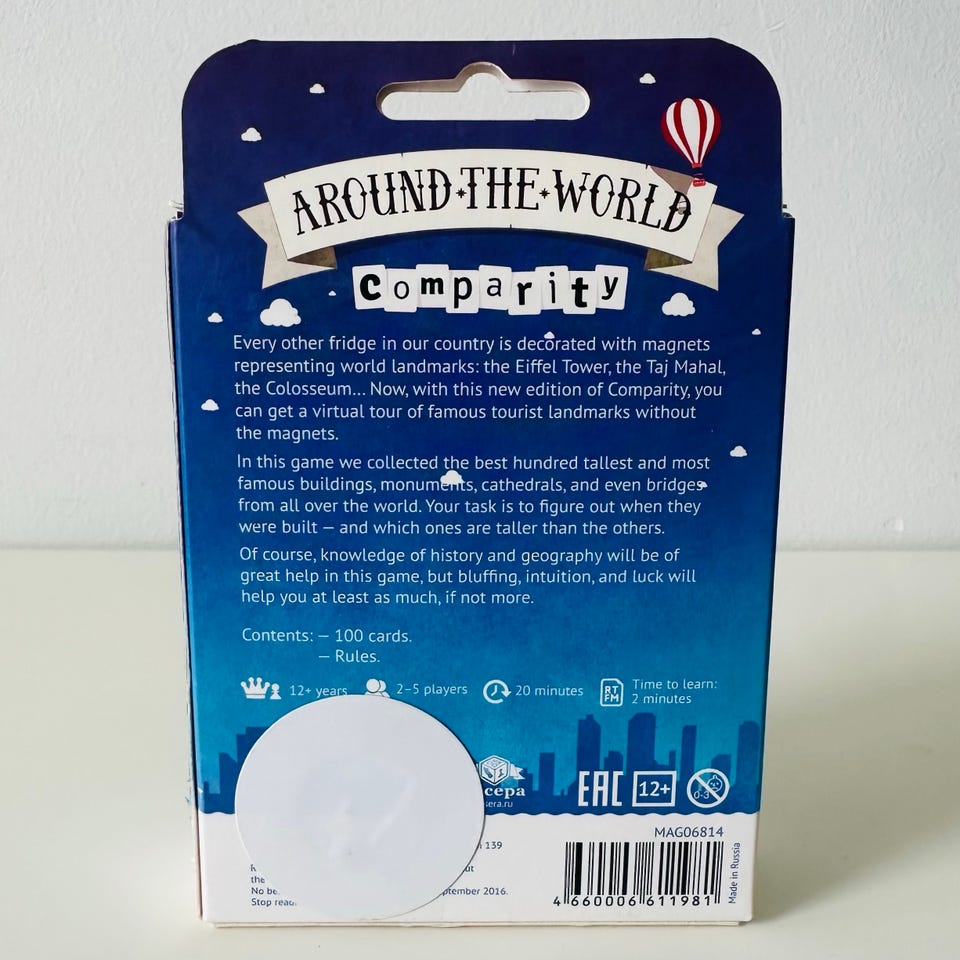 AROUND·THE·WORLD
Comparity
Every other fridge in our country is decorated with magnets
representing world landmarks: the Eiffel Tower, the Taj Mahal,
the Colosseum... Now, with this new edition of Comparity, you
can get a virtual tour of famous tourist landmarks without
the magnets.
In this game we collected the best hundred tallest and most
famous buildings, monuments, cathedrals, and even bridges
from all over the world. Your task is to figure out when they
were built — and which ones are taller than the others.
Of course, knowledge of history and geography will be of
great help in this game, but bluffing, intuition, and luck will
help you at least as much, if not more.
Contents: — 100 cards.
— Rules.
12+ years
2–5 players
20 minutes
RTFM
Time to learn:
2 minutes
EAC
12+
0-3
MAG06814
139
the
No
2016.
Stop
4 660006 611981
Made in Russia